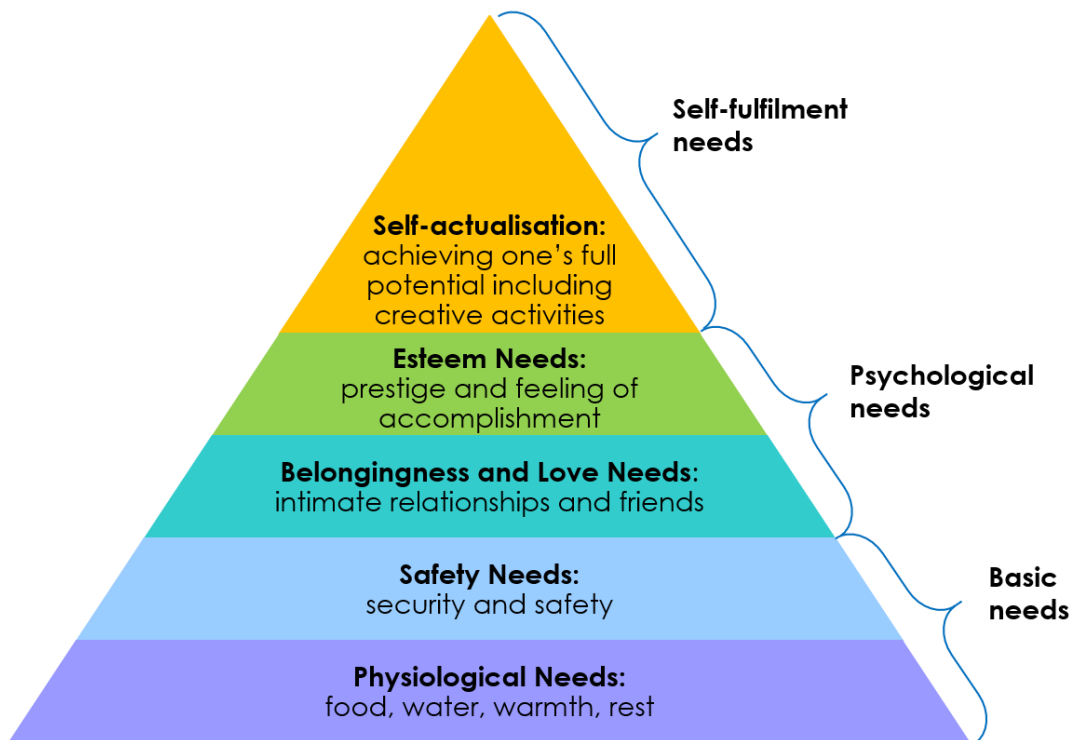 Self-fulfilment
needs
Self-actualisation:
achieving one’s full
potential including
creative activities
Esteem Needs:
prestige and feeling of
accomplishment
Psychological
needs
Belongingness and Love Needs:
intimate relationships and friends
Safety Needs:
security and safety
Basic
needs
Physiological Needs:
food, water, warmth, rest